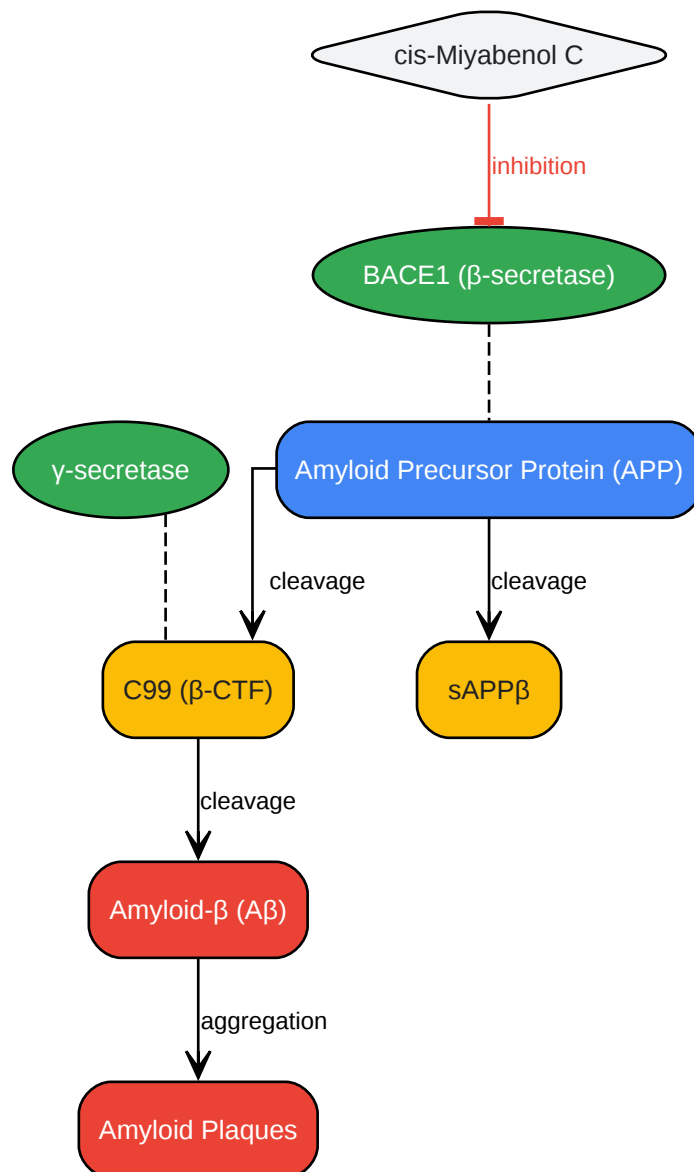 cis-Miyabenol C
inhibition
BACE1 (β-secretase)
γ-secretase
Amyloid Precursor Protein (APP)
cleavage
cleavage
C99 (β-CTF)
sAPPβ
cleavage
Amyloid-β (Aβ)
aggregation
Amyloid Plaques